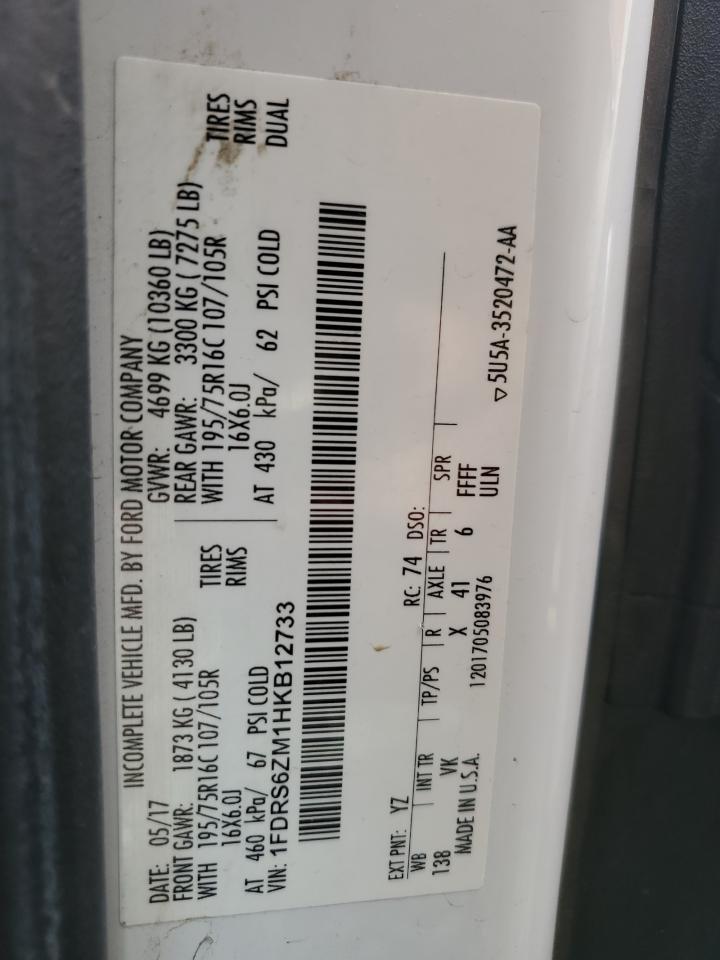 INCOMPLETE VEHICLE MFD. BY FORD MOTOR COMPANY
DATE: 05/17 GVWR: 4699 KG (10360 LB)
FRONT GAWR: 1873 KG ( 4130 LB) REAR GAWR: 3300 KG ( 7275 LB)
WITH 195/75R16C 107/105R TIRES WITH 195/75R16C 107/105R TIRES
16X6.0J RIMS 16X6.0J RIMS
AT 460 kPa/ 67 PSI COLD AT 430 kPa/ 62 PSI COLD DUAL
VIN: 1FDRS6ZM1HKB12733
EXT PNT: YZ RC: 74 DSO:
WB INT TR TP/PS R AXLE TR SPR
138 VK X 41 6 FFFF
MADE IN U.S.A. 1201705083976 ULN
▽ 5U5A-3520472-AA